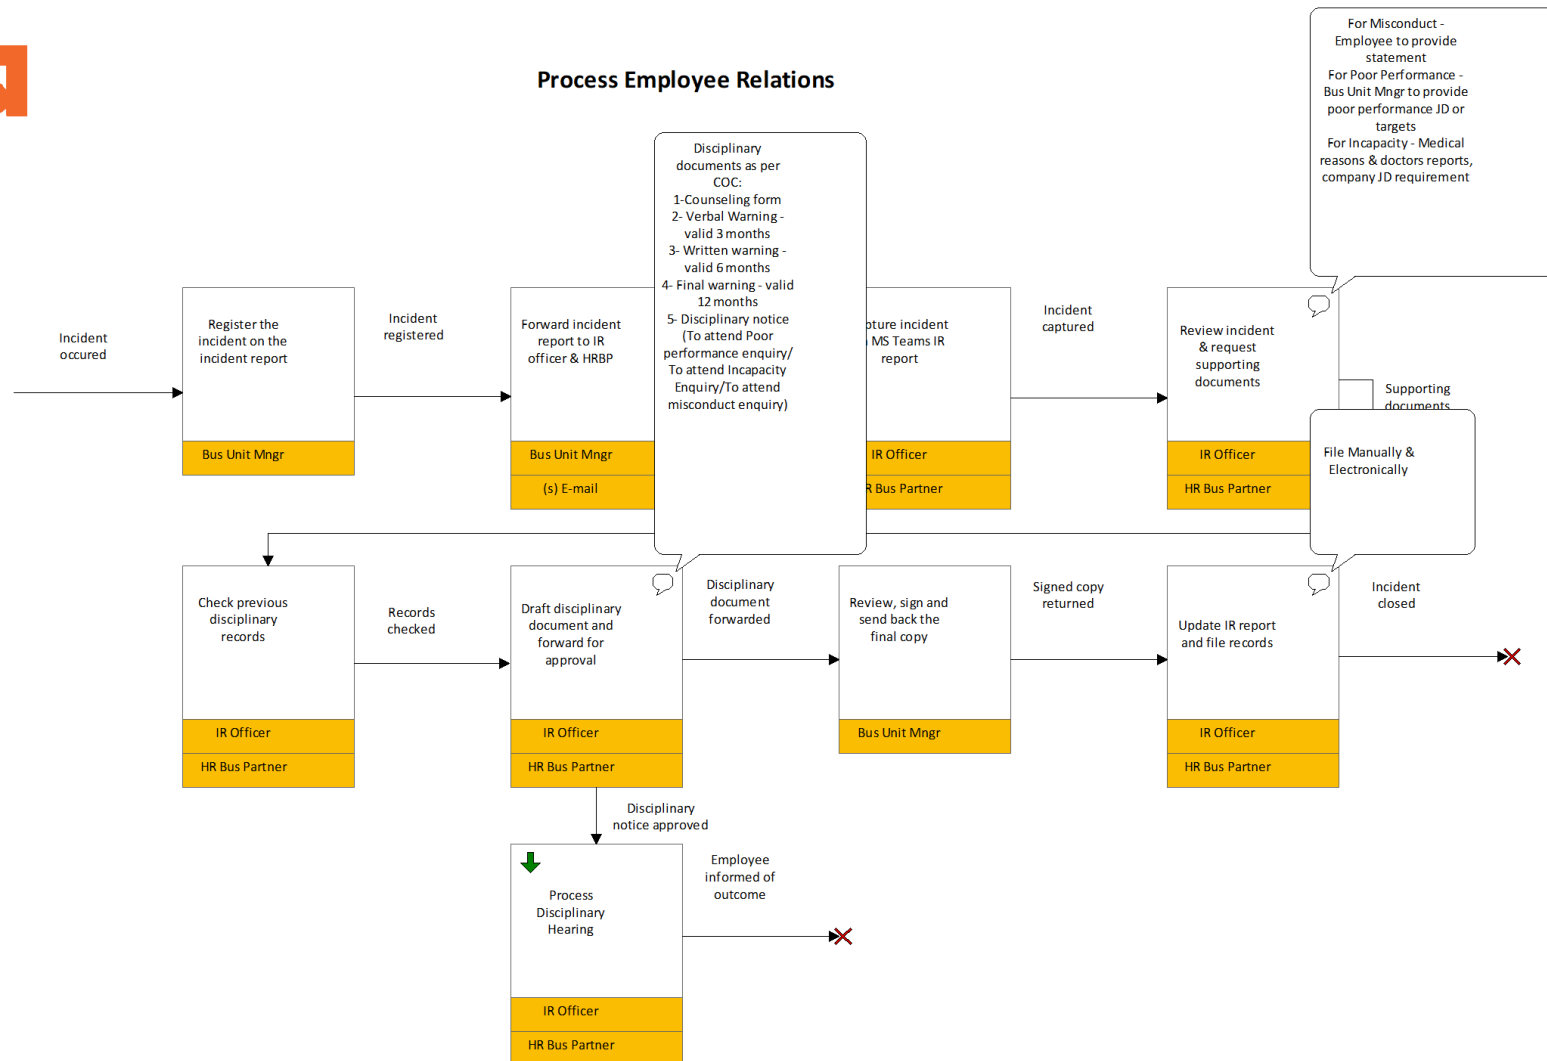 Process Employee Relations
For Misconduct -
Employee to provide
statement
For Poor Performance -
Bus Unit Mngr to provide
poor performance JD or
targets
For Incapacity - Medical
reasons & doctors reports,
company JD requirement
Disciplinary
documents as per
COC:
1-Counseling form
2- Verbal Warning -
valid 3 months
3- Written warning -
valid 6 months
4- Final warning - valid
12 months
5- Disciplinary notice
(To attend Poor
performance enquiry/
To attend Incapacity
Enquiry/To attend
misconduct enquiry)
Incident
occured
Register the
incident on the
incident report
Bus Unit Mngr
Incident
registered
Forward incident
report to IR
officer & HRBP
Bus Unit Mngr
(s) E-mail
incident
MS Teams IR
report
IR Officer
Bus Partner
Incident
captured
Review incident
& request
supporting
documents
IR Officer
HR Bus Partner
Supporting
documents
File Manually &
Electronically
Check previous
disciplinary
records
IR Officer
HR Bus Partner
Records
checked
Draft disciplinary
document and
forward for
approval
IR Officer
HR Bus Partner
Disciplinary
document
forwarded
Review, sign and
send back the
final copy
Bus Unit Mngr
Signed copy
returned
Update IR report
and file records
IR Officer
HR Bus Partner
Incident
closed
Disciplinary
notice approved
Process
Disciplinary
Hearing
IR Officer
HR Bus Partner
Employee
informed of
outcome